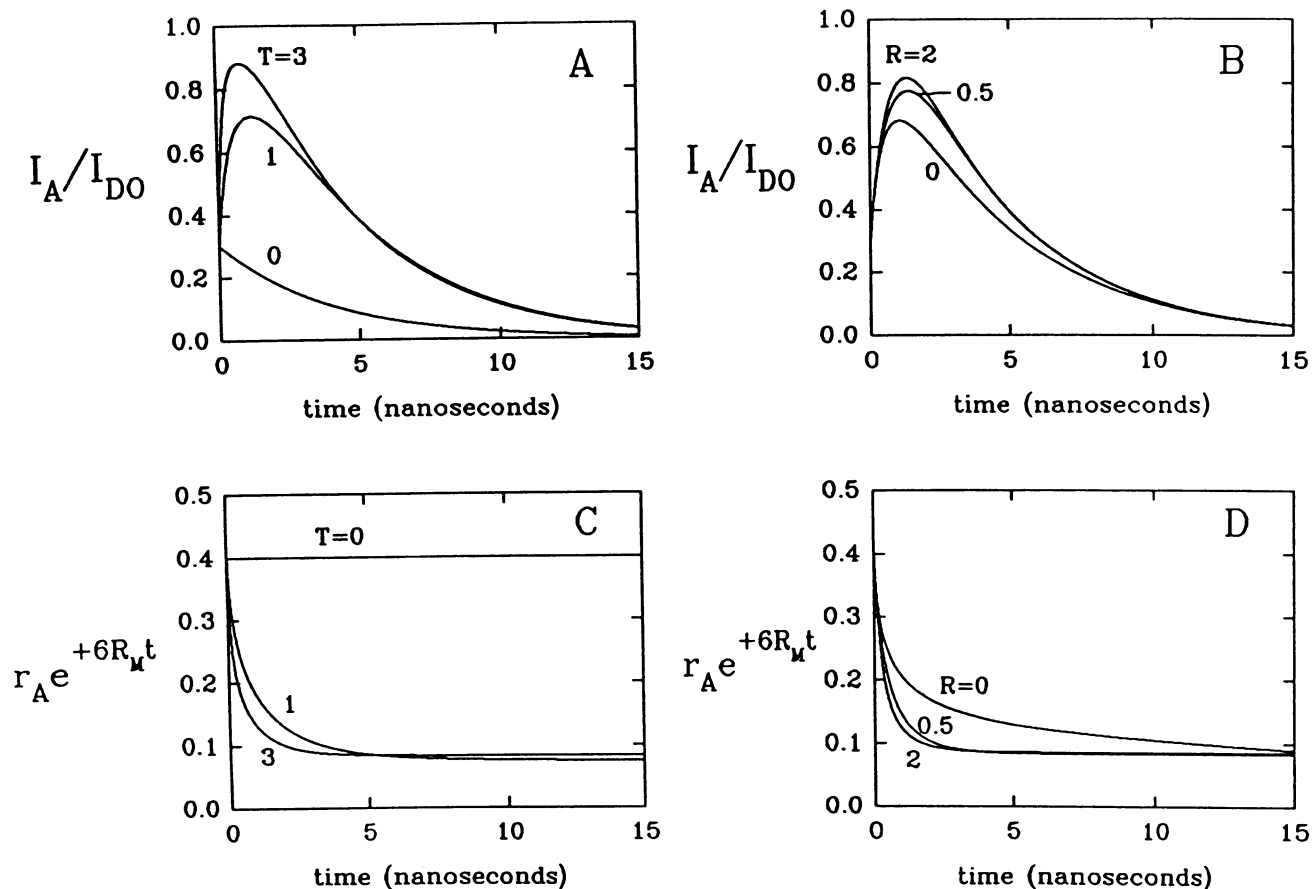 A
I_A/I_DO
1.0
0.8
0.6
0.4
0.2
0.0
T=3
1
0
0 5 10 15
time (nanoseconds)
B
I_A/I_DO
1.0
0.8
0.6
0.4
0.2
0.0
R=2
0.5
0
0 5 10 15
time (nanoseconds)
C
r_A e^{+6R_M t}
0.5
0.4
0.3
0.2
0.1
0.0
T=0
1
3
0 5 10 15
time (nanoseconds)
D
r_A e^{+6R_M t}
0.5
0.4
0.3
0.2
0.1
0.0
R=0
0.5
2
0 5 10 15
time (nanoseconds)